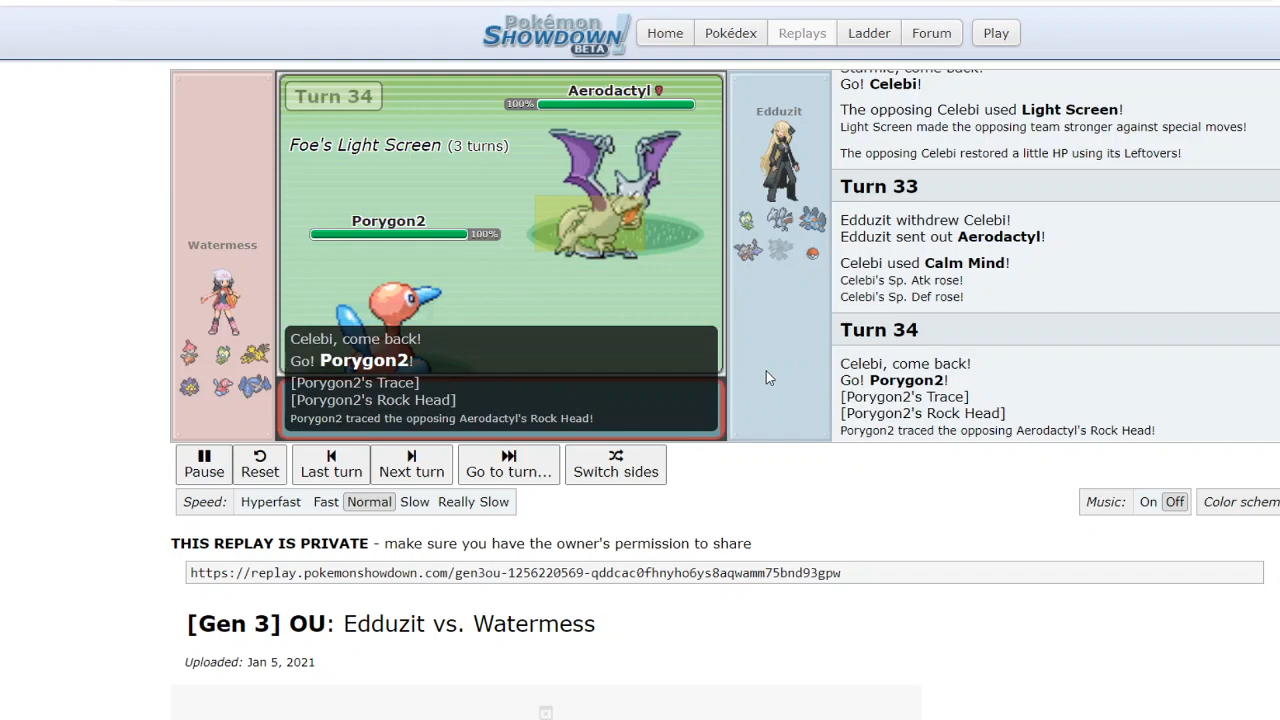 Pokémon
SHOWDOWN!
BETA
Home
Pokédex
Replays
Ladder
Forum
Play
Turn 34
Aerodactyl
100%
Foe's Light Screen (3 turns)
Porygon2
100%
Celebi, come back!
Go! Porygon2!
[Porygon2's Trace]
[Porygon2's Rock Head]
Porygon2 traced the opposing Aerodactyl's Rock Head!
Watermess
Edduzit
Starmie, come back!
Go! Celebi!
The opposing Celebi used Light Screen!
Light Screen made the opposing team stronger against special moves!
The opposing Celebi restored a little HP using its Leftovers!
Turn 33
Edduzit withdrew Celebi!
Edduzit sent out Aerodactyl!
Celebi used Calm Mind!
Celebi's Sp. Atk rose!
Celebi's Sp. Def rose!
Turn 34
Celebi, come back!
Go! Porygon2!
[Porygon2's Trace]
[Porygon2's Rock Head]
Porygon2 traced the opposing Aerodactyl's Rock Head!
Pause
Reset
Last turn
Next turn
Go to turn...
Switch sides
Speed: Hyperfast Fast Normal Slow Really Slow
Music: On Off
Color schem
THIS REPLAY IS PRIVATE - make sure you have the owner's permission to share
https://replay.pokemonshowdown.com/gen3ou-1256220569-qddcac0fhnyho6ys8aqwamm75bnd93gpw
[Gen 3] OU: Edduzit vs. Watermess
Uploaded: Jan 5, 2021